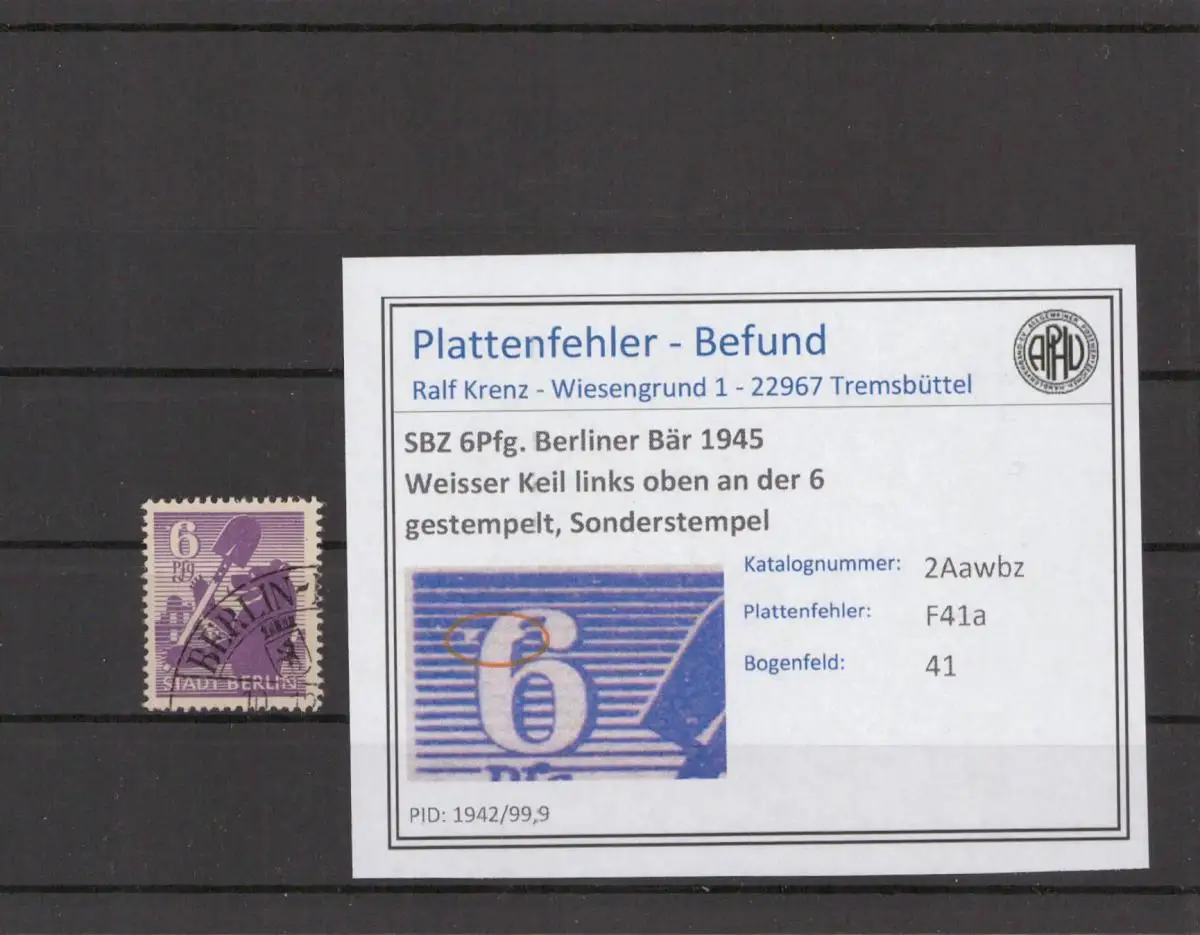 6
Pfg
BERLIN
STADT BERLIN
Plattenfehler - Befund
Ralf Krenz - Wiesengrund 1 - 22967 Tremsbüttel
APHV
SBZ 6Pfg. Berliner Bär 1945
Weisser Keil links oben an der 6
gestempelt, Sonderstempel
6
Pfg
Katalognummer: 2Aawbz
Plattenfehler: F41a
Bogenfeld: 41
PID: 1942/99,9